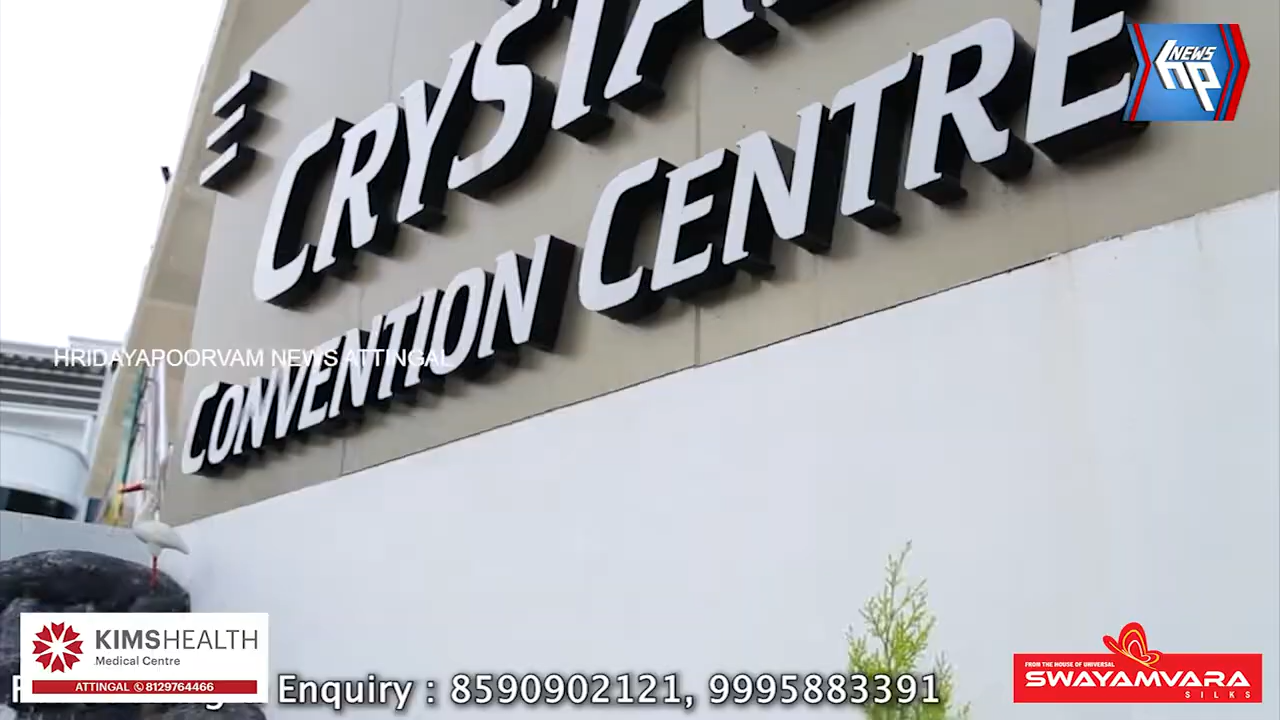 CRYSTA
CONVENTION CENTRE
NEWS
HP
HRIDAYAPOORVAM NEWS ATTINGAL
KIMSHEALTH
Medical Centre
ATTINGAL 8129764466
Enquiry : 8590902121, 9995883391
FROM THE HOUSE OF UNIVERSAL
SWAYAMVARA
SILKS